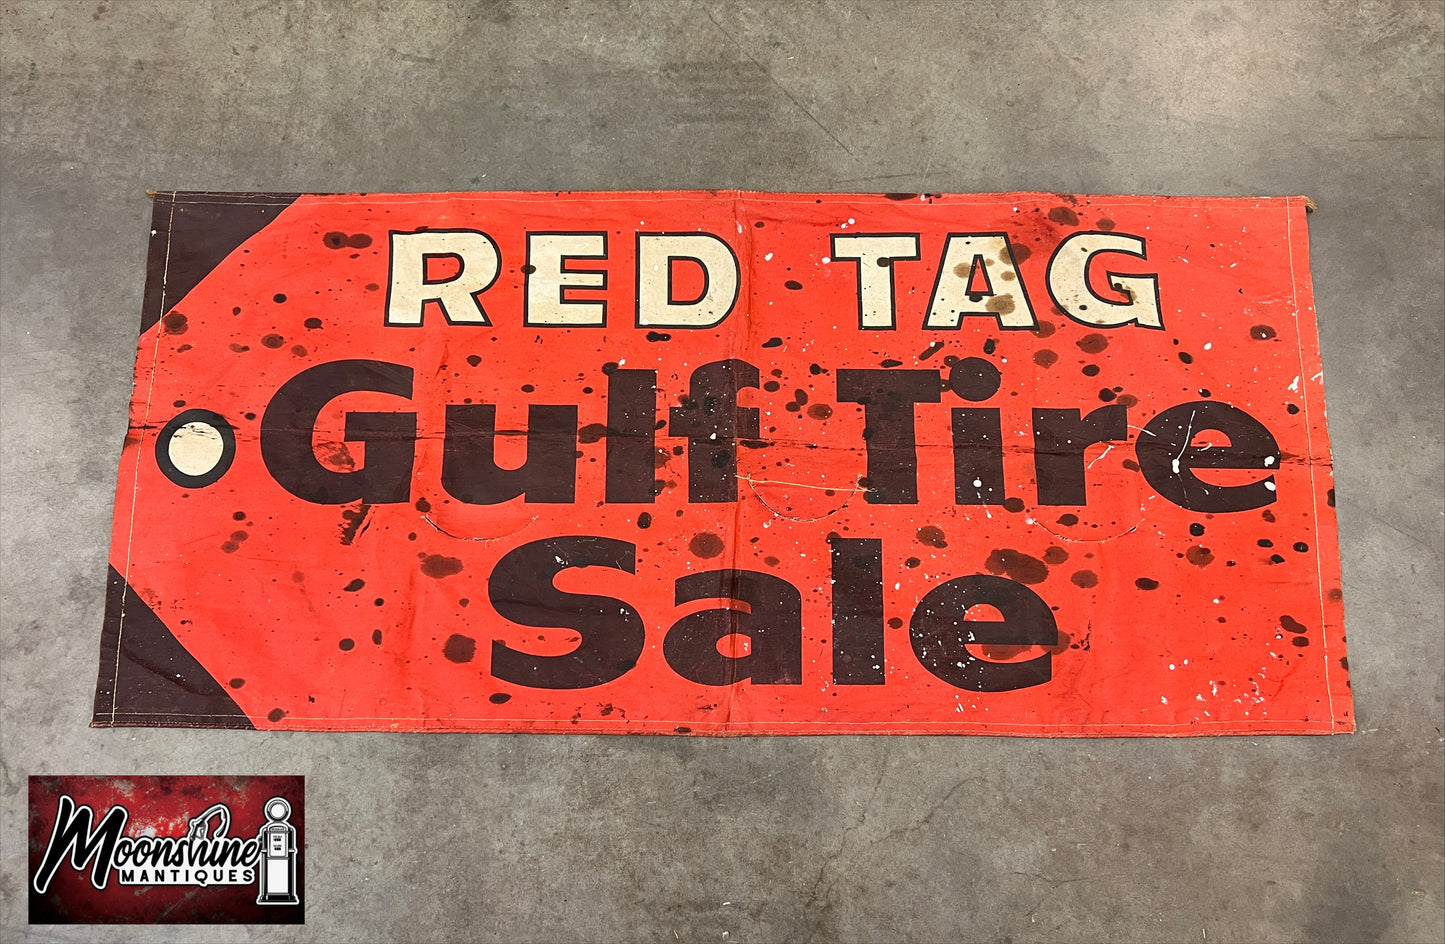 RED TAG
Gulf Tire
Sale
Moonshine
MANTIQUES